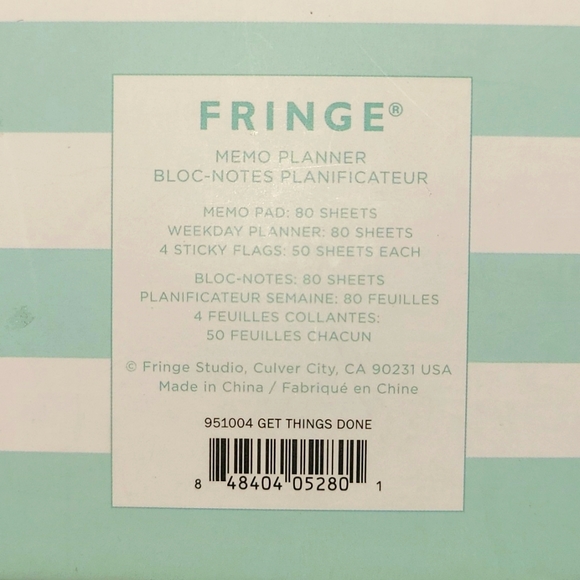 FRINGE®
MEMO PLANNER
BLOC-NOTES PLANIFICATEUR
MEMO PAD: 80 SHEETS
WEEKDAY PLANNER: 80 SHEETS
4 STICKY FLAGS: 50 SHEETS EACH
BLOC-NOTES: 80 SHEETS
PLANIFICATEUR SEMAINE: 80 FEUILLES
4 FEUILLES COLLANTES:
50 FEUILLES CHACUN
© Fringe Studio, Culver City, CA 90231 USA
Made in China / Fabriqué en Chine
951004 GET THINGS DONE
8 48404 05280 1